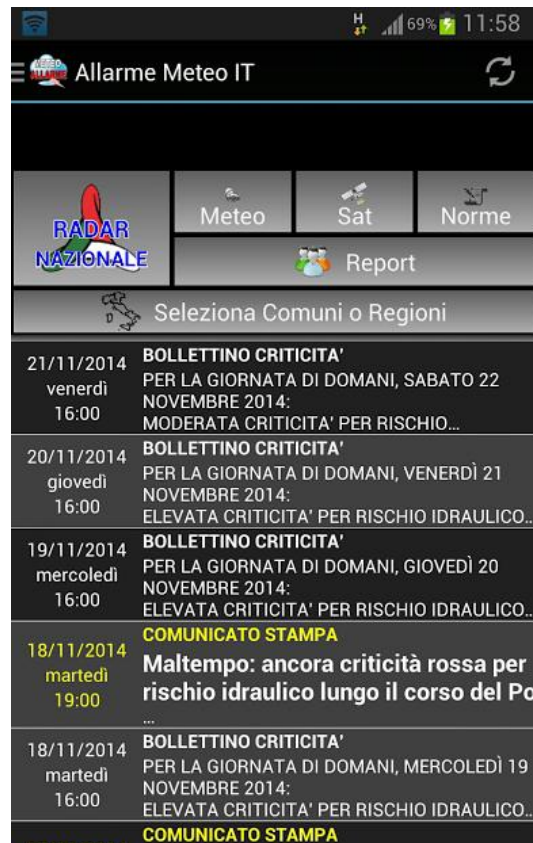 H 69% 11:58
METEO ALLARME Allarme Meteo IT
RADAR NAZIONALE
Meteo
Sat
Norme
Report
Seleziona Comuni o Regioni
21/11/2014
venerdì
16:00
BOLLETTINO CRITICITA'
PER LA GIORNATA DI DOMANI, SABATO 22
NOVEMBRE 2014:
MODERATA CRITICITA' PER RISCHIO...
20/11/2014
giovedì
16:00
BOLLETTINO CRITICITA'
PER LA GIORNATA DI DOMANI, VENERDÌ 21
NOVEMBRE 2014:
ELEVATA CRITICITA' PER RISCHIO IDRAULICO..
19/11/2014
mercoledì
16:00
BOLLETTINO CRITICITA'
PER LA GIORNATA DI DOMANI, GIOVEDÌ 20
NOVEMBRE 2014:
ELEVATA CRITICITA' PER RISCHIO IDRAULICO..
18/11/2014
martedì
19:00
COMUNICATO STAMPA
Maltempo: ancora criticità rossa per
rischio idraulico lungo il corso del Po
...
18/11/2014
martedì
16:00
BOLLETTINO CRITICITA'
PER LA GIORNATA DI DOMANI, MERCOLEDÌ 19
NOVEMBRE 2014:
ELEVATA CRITICITA' PER RISCHIO IDRAULICO..
COMUNICATO STAMPA